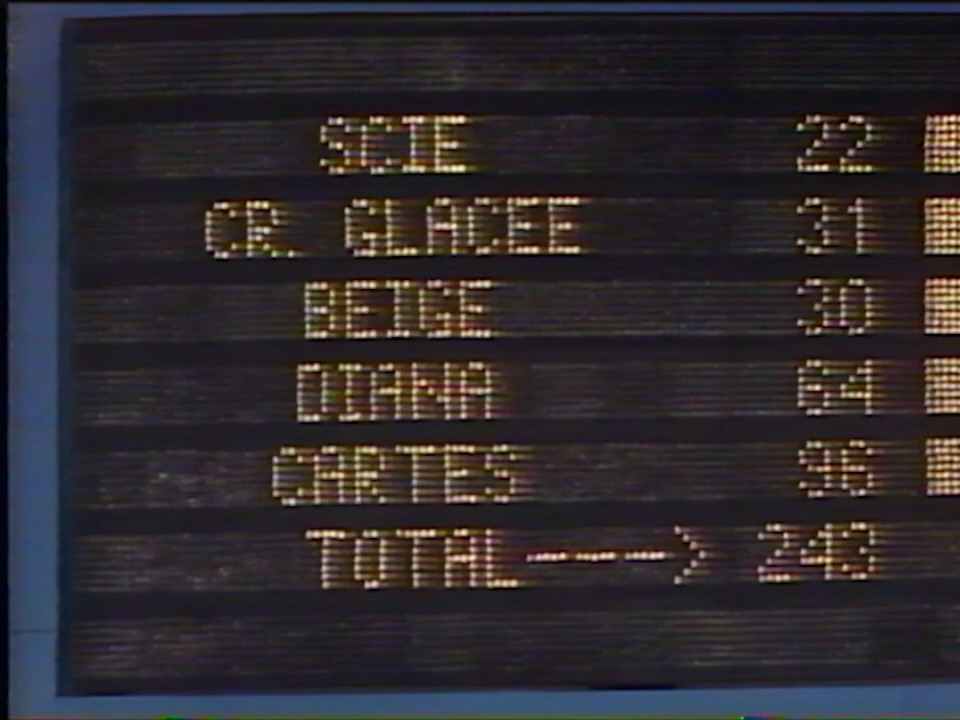 SCIE 22
CR. GLACEE 31
BEIGE 30
DIANA 64
CARTES 96
TOTAL---> 243